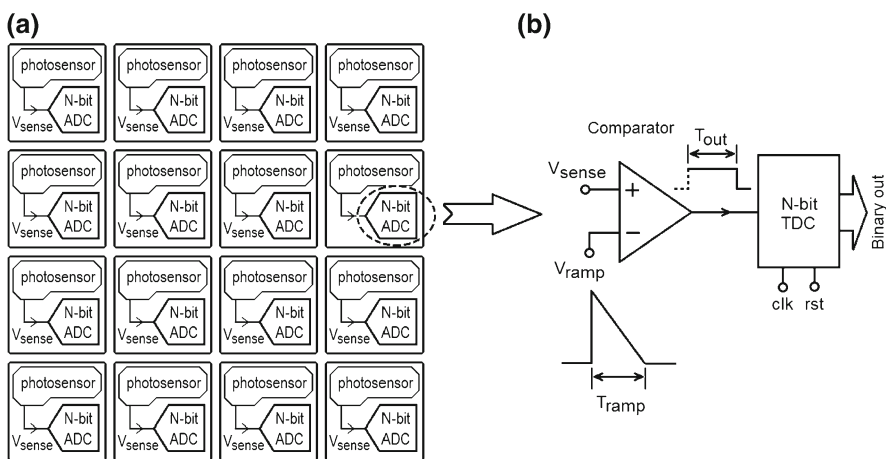 (a)
photosensor photosensor photosensor photosensor
N-bit N-bit N-bit N-bit
ADC ADC ADC ADC
Vsense Vsense Vsense Vsense
photosensor photosensor photosensor photosensor
N-bit N-bit N-bit N-bit
ADC ADC ADC ADC
Vsense Vsense Vsense Vsense
photosensor photosensor photosensor photosensor
N-bit N-bit N-bit N-bit
ADC ADC ADC ADC
Vsense Vsense Vsense Vsense
photosensor photosensor photosensor photosensor
N-bit N-bit N-bit N-bit
ADC ADC ADC ADC
Vsense Vsense Vsense Vsense
(b)
Comparator
Tout
Vsense
+
−
Vramp
N-bit
TDC
Binary out
clk rst
Tramp